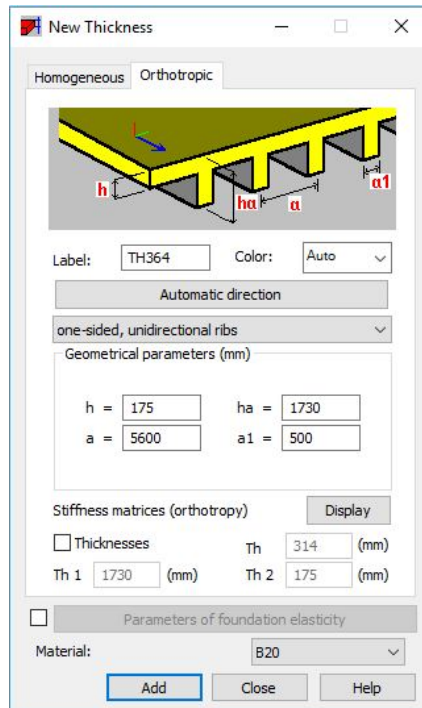 New Thickness
Homogeneous Orthotropic
h hα α α1
Label: TH364 Color: Auto
Automatic direction
one-sided, unidirectional ribs
Geometrical parameters (mm)
h = 175 ha = 1730
a = 5600 a1 = 500
Stiffness matrices (orthotropy) Display
Thicknesses Th 314 (mm)
Th 1 1730 (mm) Th 2 175 (mm)
Parameters of foundation elasticity
Material: B20
Add Close Help